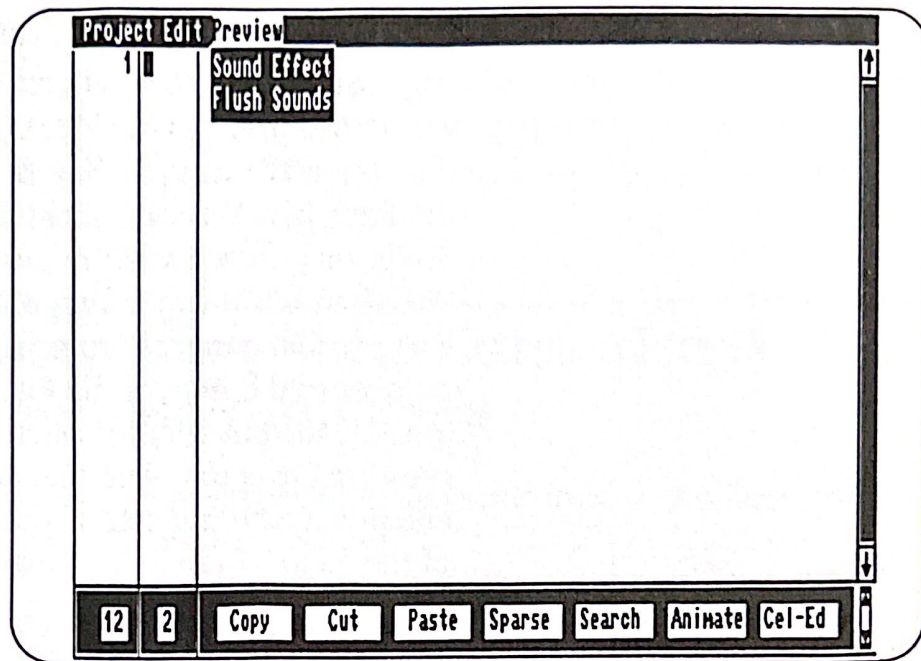 Project Edit Preview
1
Sound Effect
Flush Sounds
12 2 Copy Cut Paste Sparse Search Animate Cel-Ed